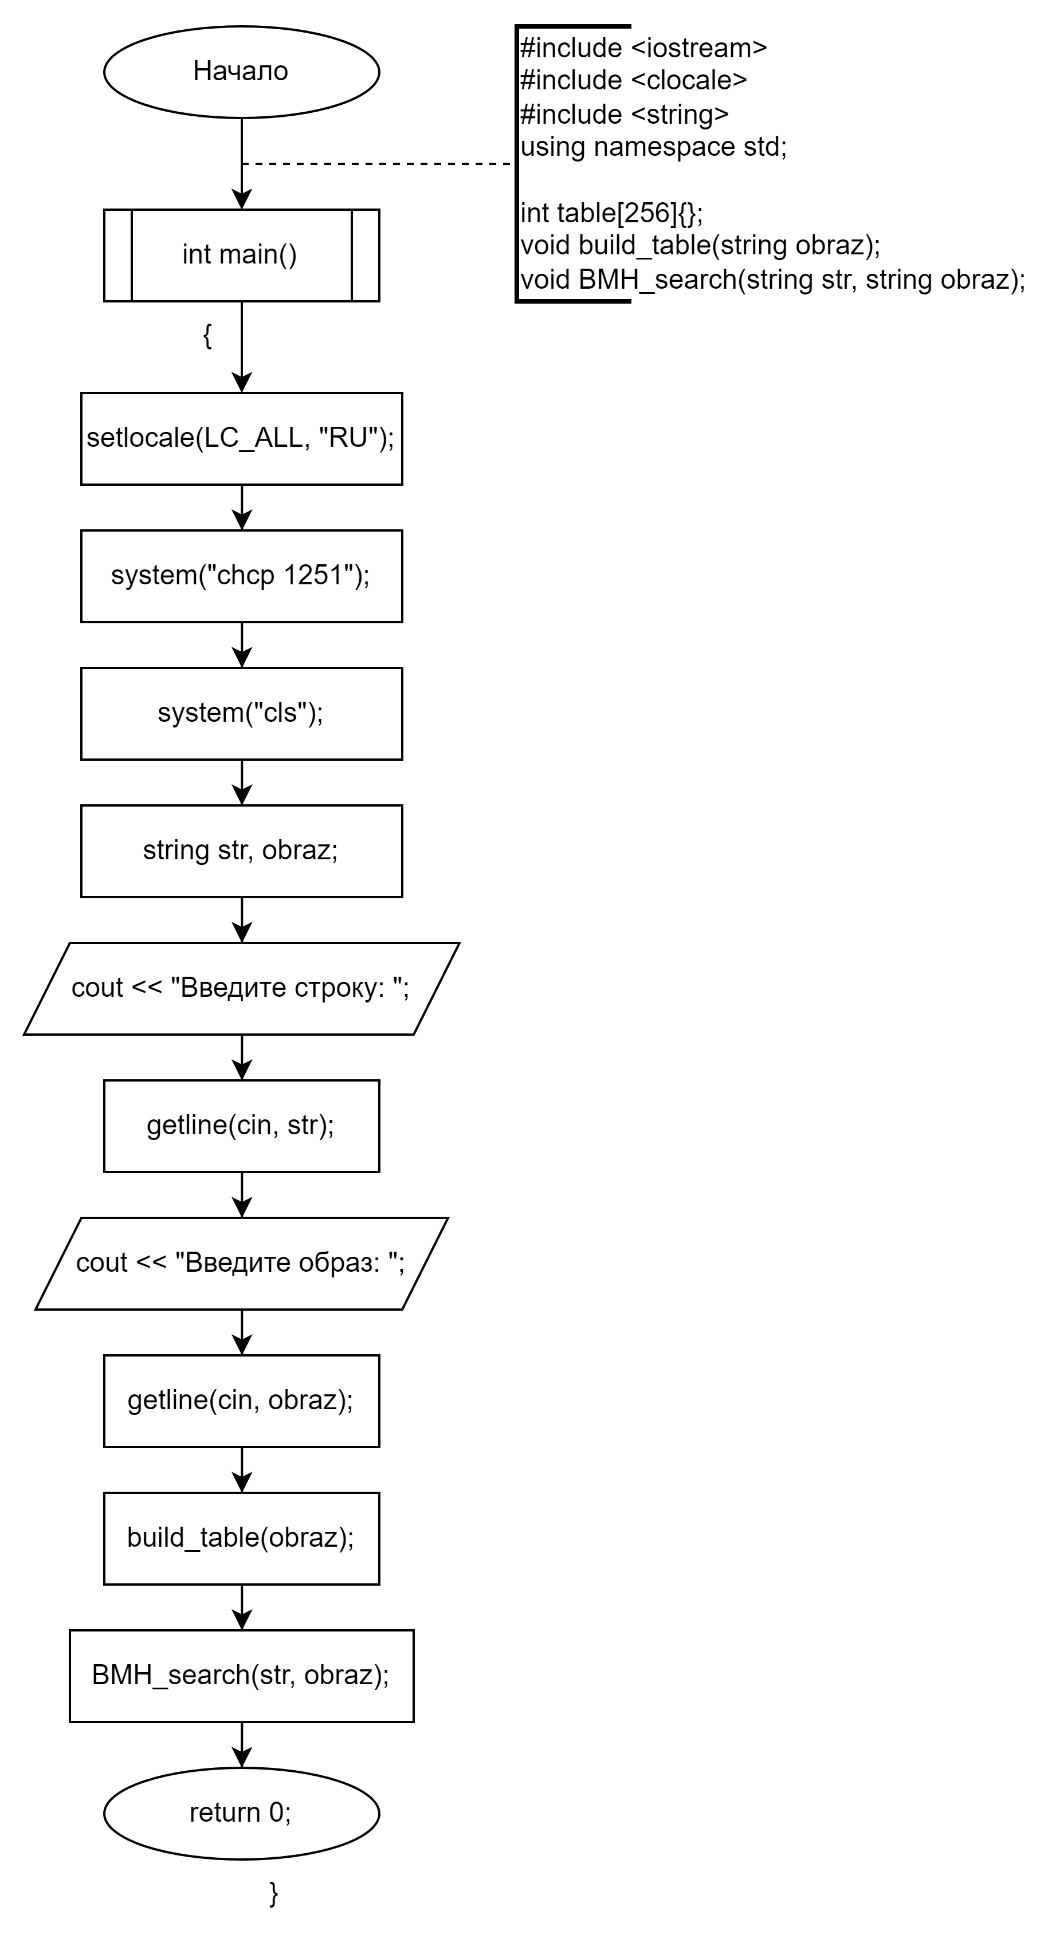 Начало
#include <iostream>
#include <clocale>
#include <string>
using namespace std;
int table[256]{};
void build_table(string obraz);
void BMH_search(string str, string obraz);
int main()
{
setlocale(LC_ALL, "RU");
system("chcp 1251");
system("cls");
string str, obraz;
cout << "Введите строку: ";
getline(cin, str);
cout << "Введите образ: ";
getline(cin, obraz);
build_table(obraz);
BMH_search(str, obraz);
return 0;
}